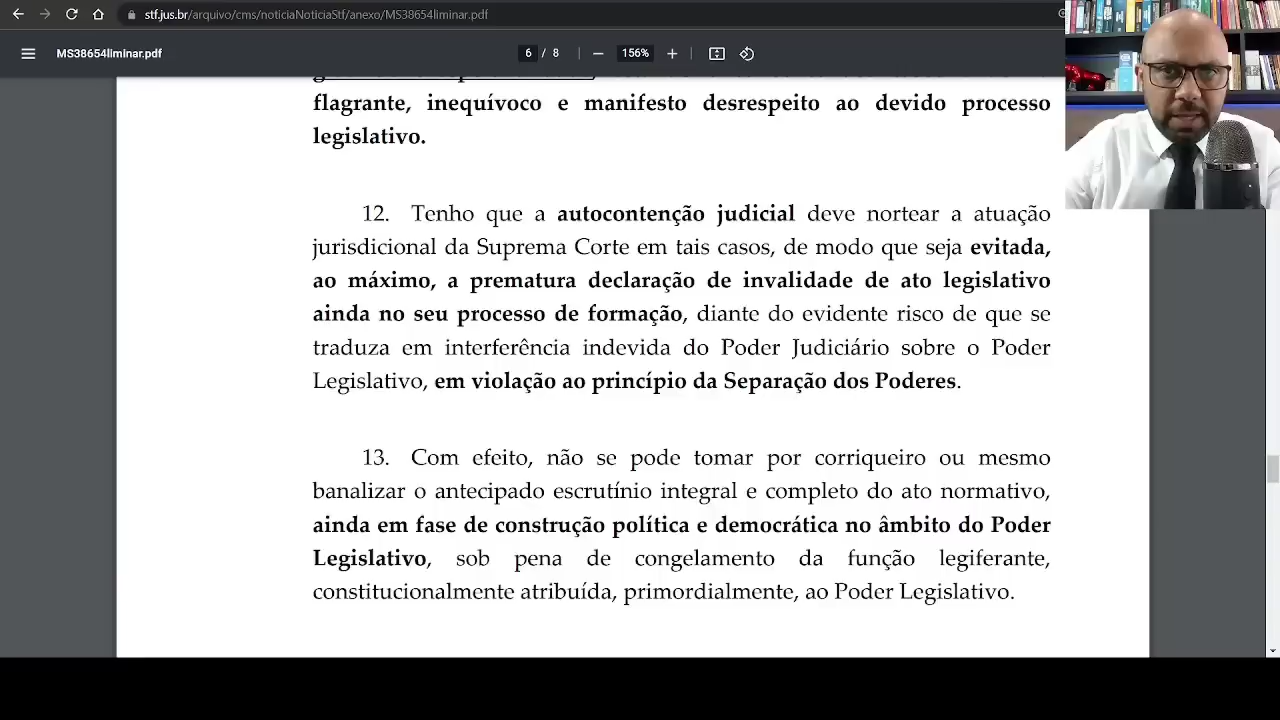 stf.jus.br/arquivo/cms/noticiaNoticiaStf/anexo/MS38654liminar.pdf
MS38654liminar.pdf
6 / 8
156%
flagrante, inequívoco e manifesto desrespeito ao devido processo
legislativo.
12. Tenho que a autocontenção judicial deve nortear a atuação
jurisdicional da Suprema Corte em tais casos, de modo que seja evitada,
ao máximo, a prematura declaração de invalidade de ato legislativo
ainda no seu processo de formação, diante do evidente risco de que se
traduza em interferência indevida do Poder Judiciário sobre o Poder
Legislativo, em violação ao princípio da Separação dos Poderes.
13. Com efeito, não se pode tomar por corriqueiro ou mesmo
banalizar o antecipado escrutínio integral e completo do ato normativo,
ainda em fase de construção política e democrática no âmbito do Poder
Legislativo, sob pena de congelamento da função legiferante,
constitucionalmente atribuída, primordialmente, ao Poder Legislativo.